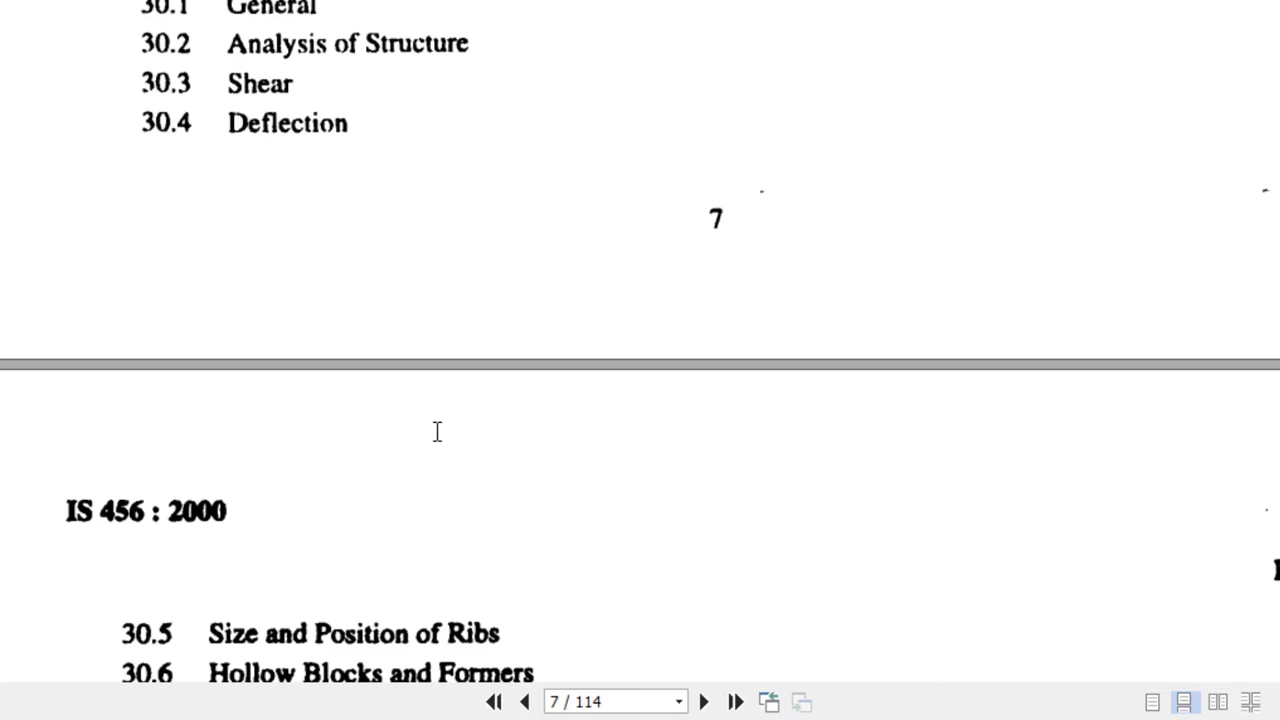 30.1 General
30.2 Analysis of Structure
30.3 Shear
30.4 Deflection
7
IS 456 : 2000
30.5 Size and Position of Ribs
30.6 Hollow Blocks and Formers
7 / 114